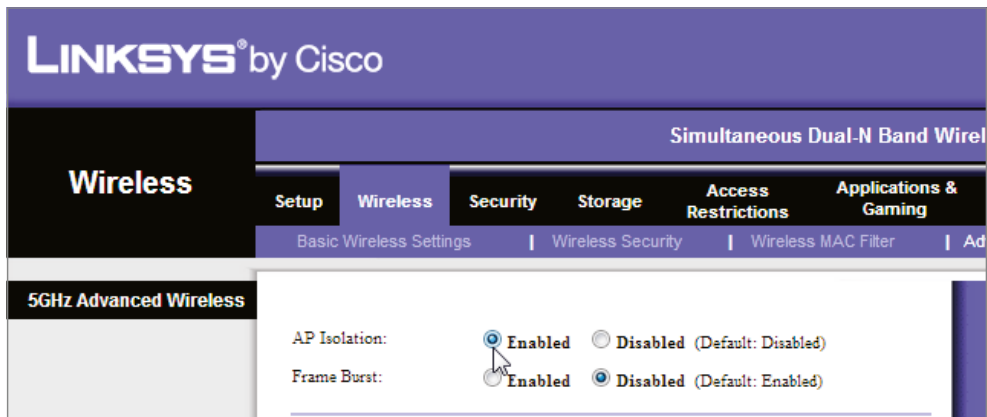 LINKSYS® by Cisco
Simultaneous Dual-N Band
Wireless
Setup Wireless Security Storage Access Restrictions Applications & Gaming
Basic Wireless Settings | Wireless Security | Wireless MAC Filter |
5GHz Advanced Wireless
AP Isolation: Enabled Disabled (Default: Disabled)
Frame Burst: Enabled Disabled (Default: Enabled)